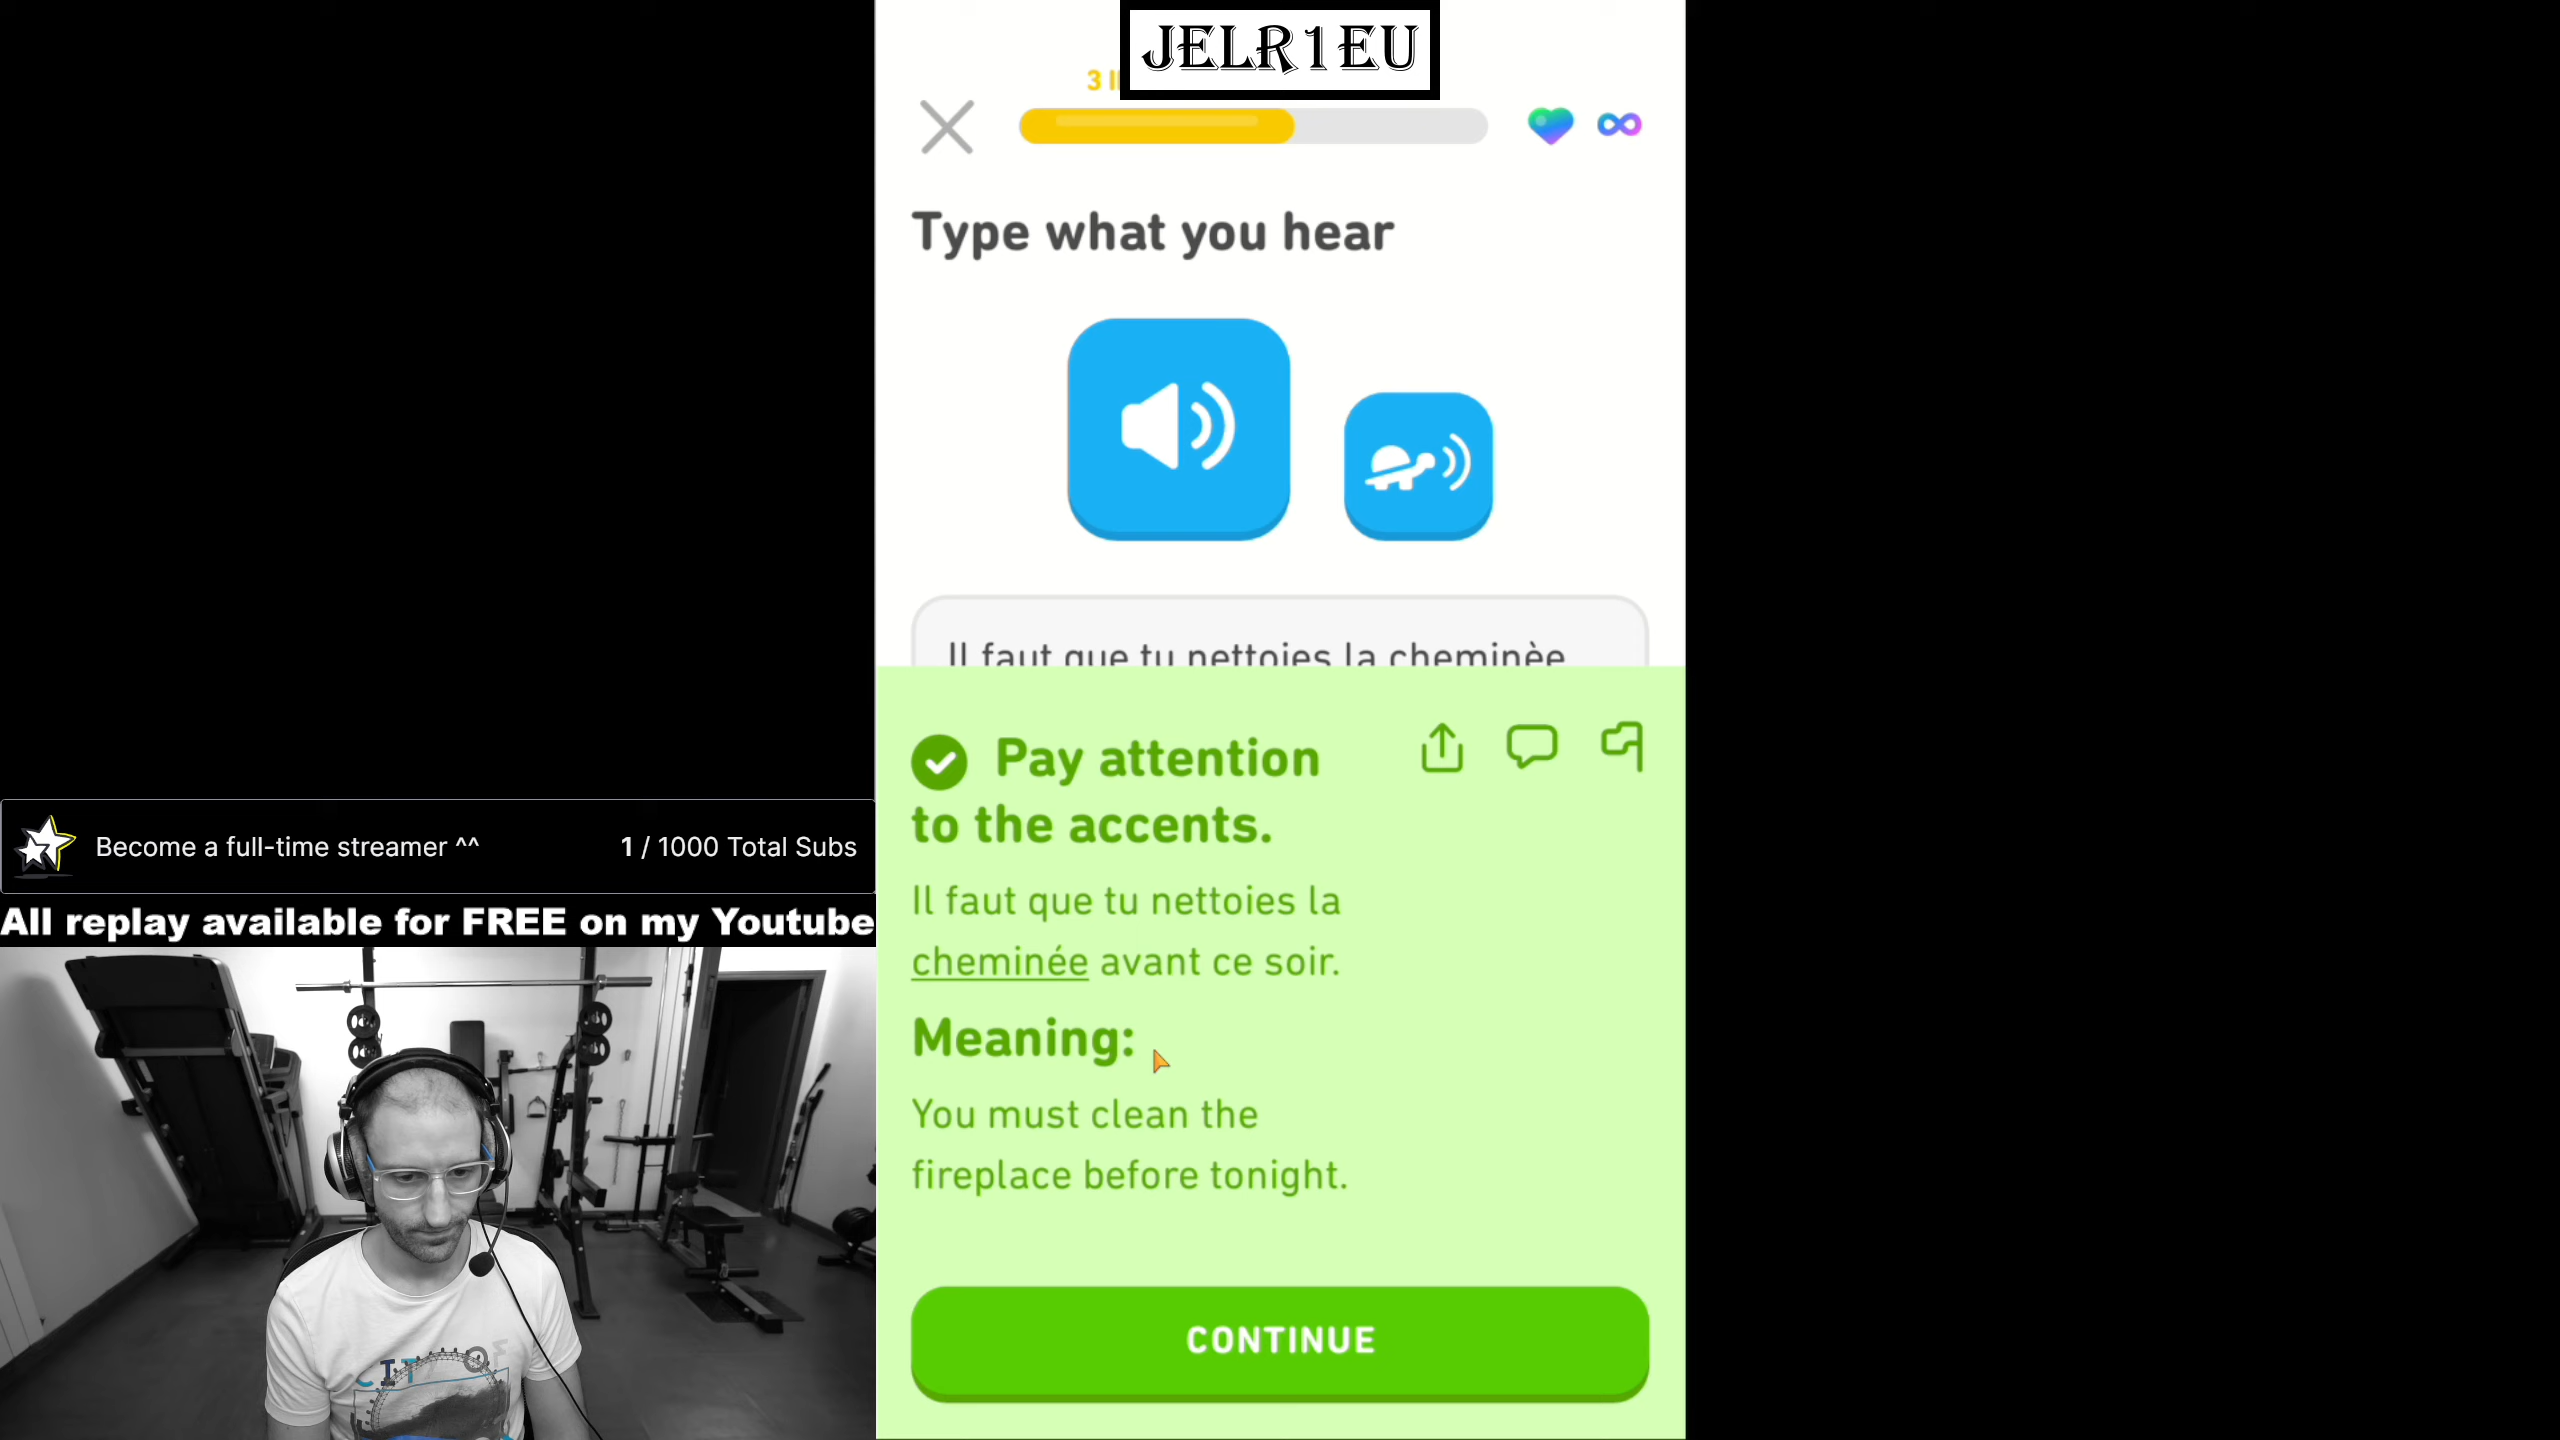 JELR1EU
3 I
Type what you hear
Il faut que tu nettoies la cheminèe
Pay attention
to the accents.
Il faut que tu nettoies la
cheminée avant ce soir.
Meaning:
You must clean the
fireplace before tonight.
CONTINUE
Become a full-time streamer ^^ 1 / 1000 Total Subs
All replay available for FREE on my Youtube